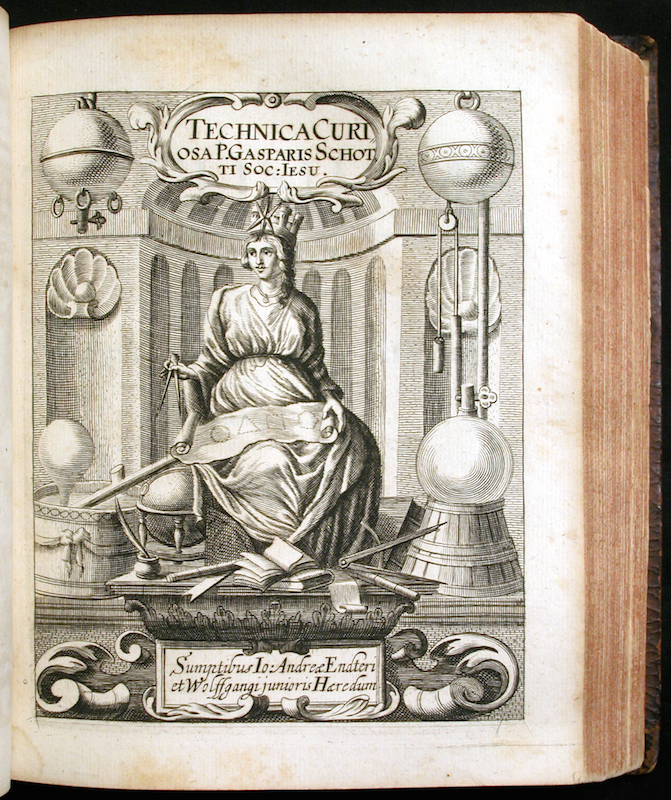 TECHNICA CURI
OSA P. GASPARIS SCHOT
TI SOC: IESU.
Sumptibus Io: Andreæ Endteri
et Wolffgangi junioris Hæredum